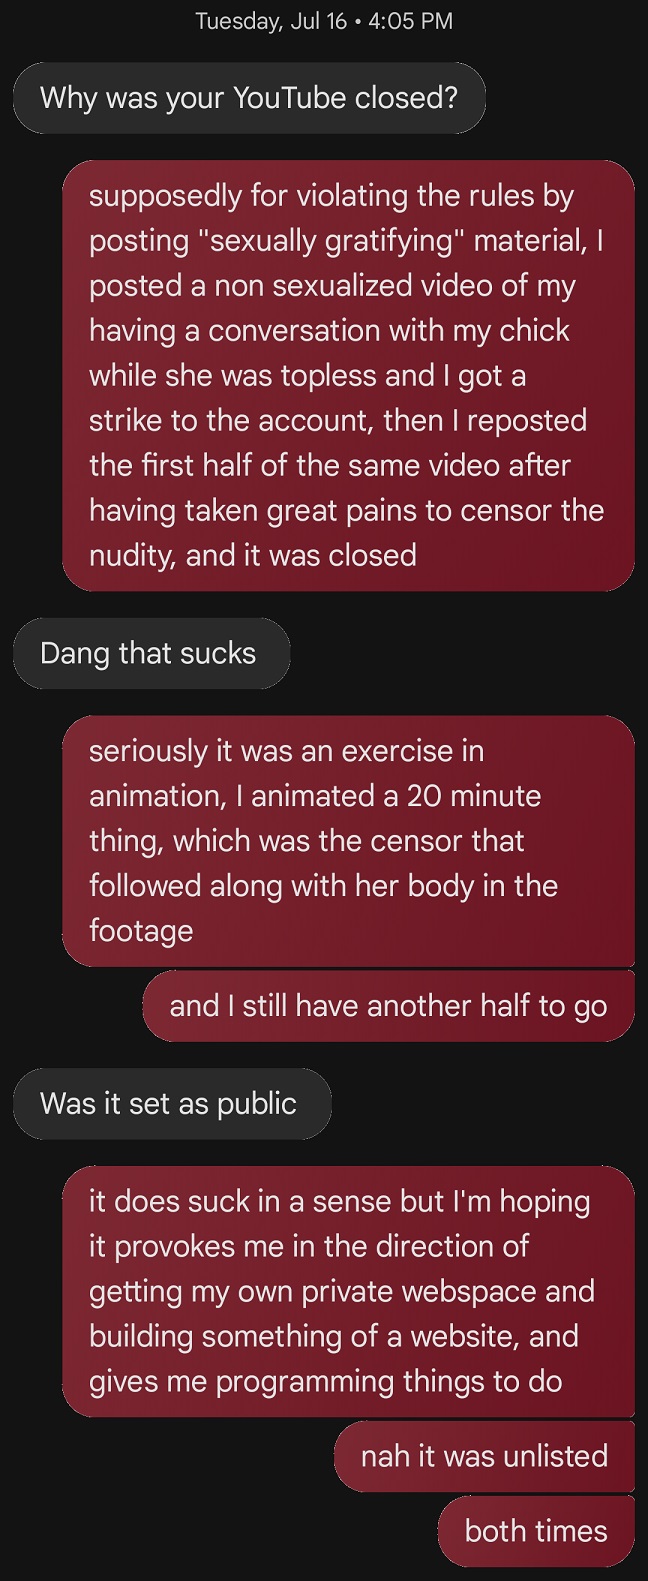 Tuesday, Jul 16 • 4:05 PM
Why was your YouTube closed?
supposedly for violating the rules by
posting "sexually gratifying" material, I
posted a non sexualized video of my
having a conversation with my chick
while she was topless and I got a
strike to the account, then I reposted
the first half of the same video after
having taken great pains to censor the
nudity, and it was closed
Dang that sucks
seriously it was an exercise in
animation, I animated a 20 minute
thing, which was the censor that
followed along with her body in the
footage
and I still have another half to go
Was it set as public
it does suck in a sense but I'm hoping
it provokes me in the direction of
getting my own private webspace and
building something of a website, and
gives me programming things to do
nah it was unlisted
both times